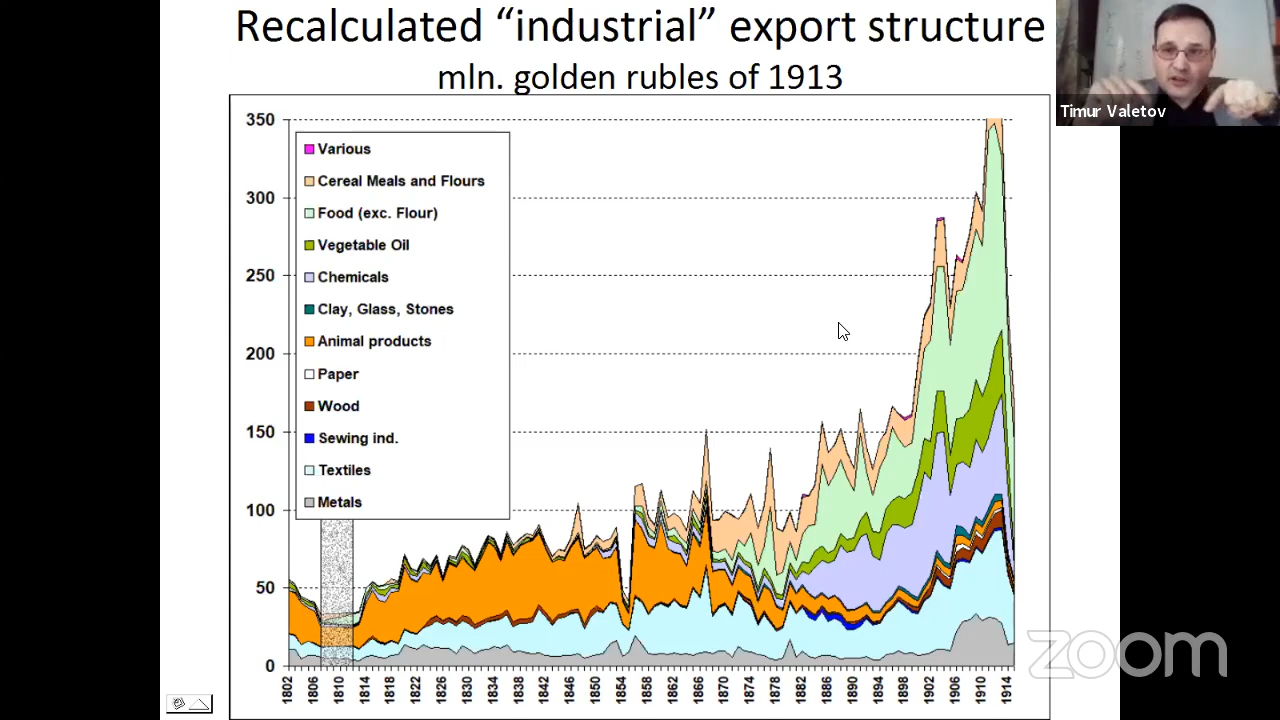 Recalculated “industrial” export structure
mln. golden rubles of 1913
Timur Valetov
350
300
250
200
150
100
50
0
Various
Cereal Meals and Flours
Food (exc. Flour)
Vegetable Oil
Chemicals
Clay, Glass, Stones
Animal products
Paper
Wood
Sewing ind.
Textiles
Metals
1802 1806 1810 1814 1818 1822 1826 1830 1834 1838 1842 1846 1850 1854 1858 1862 1866 1870 1874 1878 1882 1886 1890 1894 1898 1902 1906 1910 1914
zoom